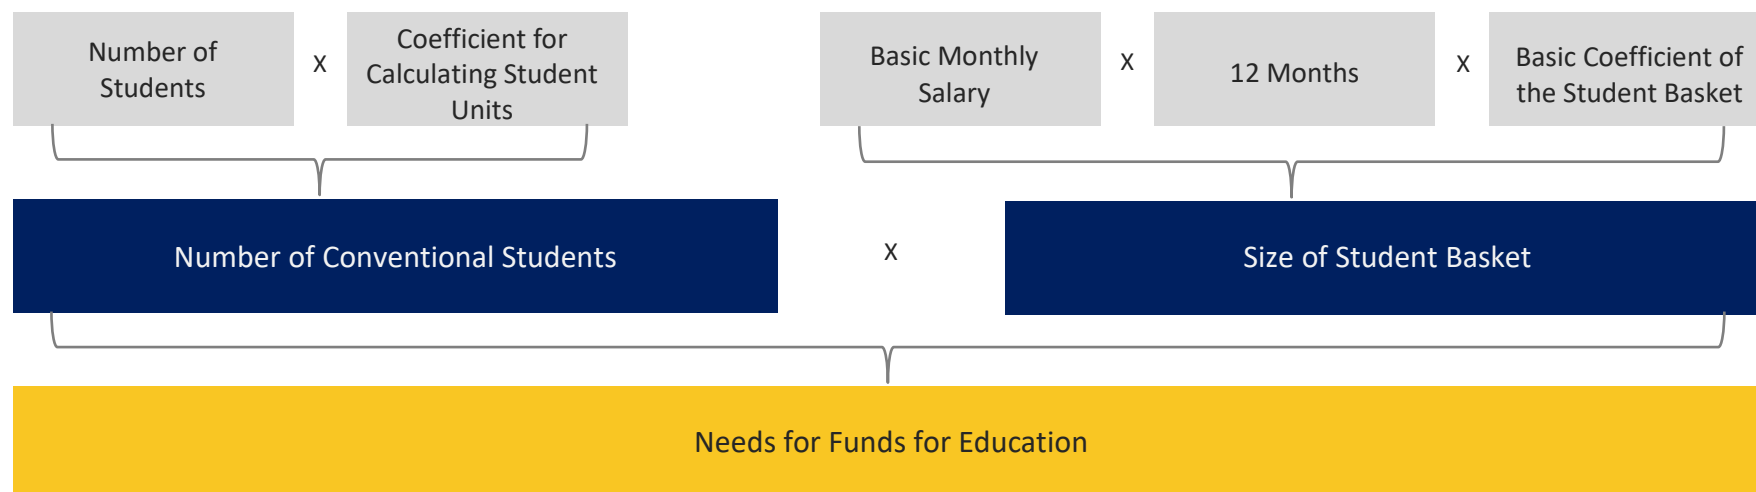 Number of
Students
X
Coefficient for
Calculating Student
Units
Basic Monthly
Salary
X
12 Months
X
Basic Coefficient of
the Student Basket
Number of Conventional Students
X
Size of Student Basket
Needs for Funds for Education